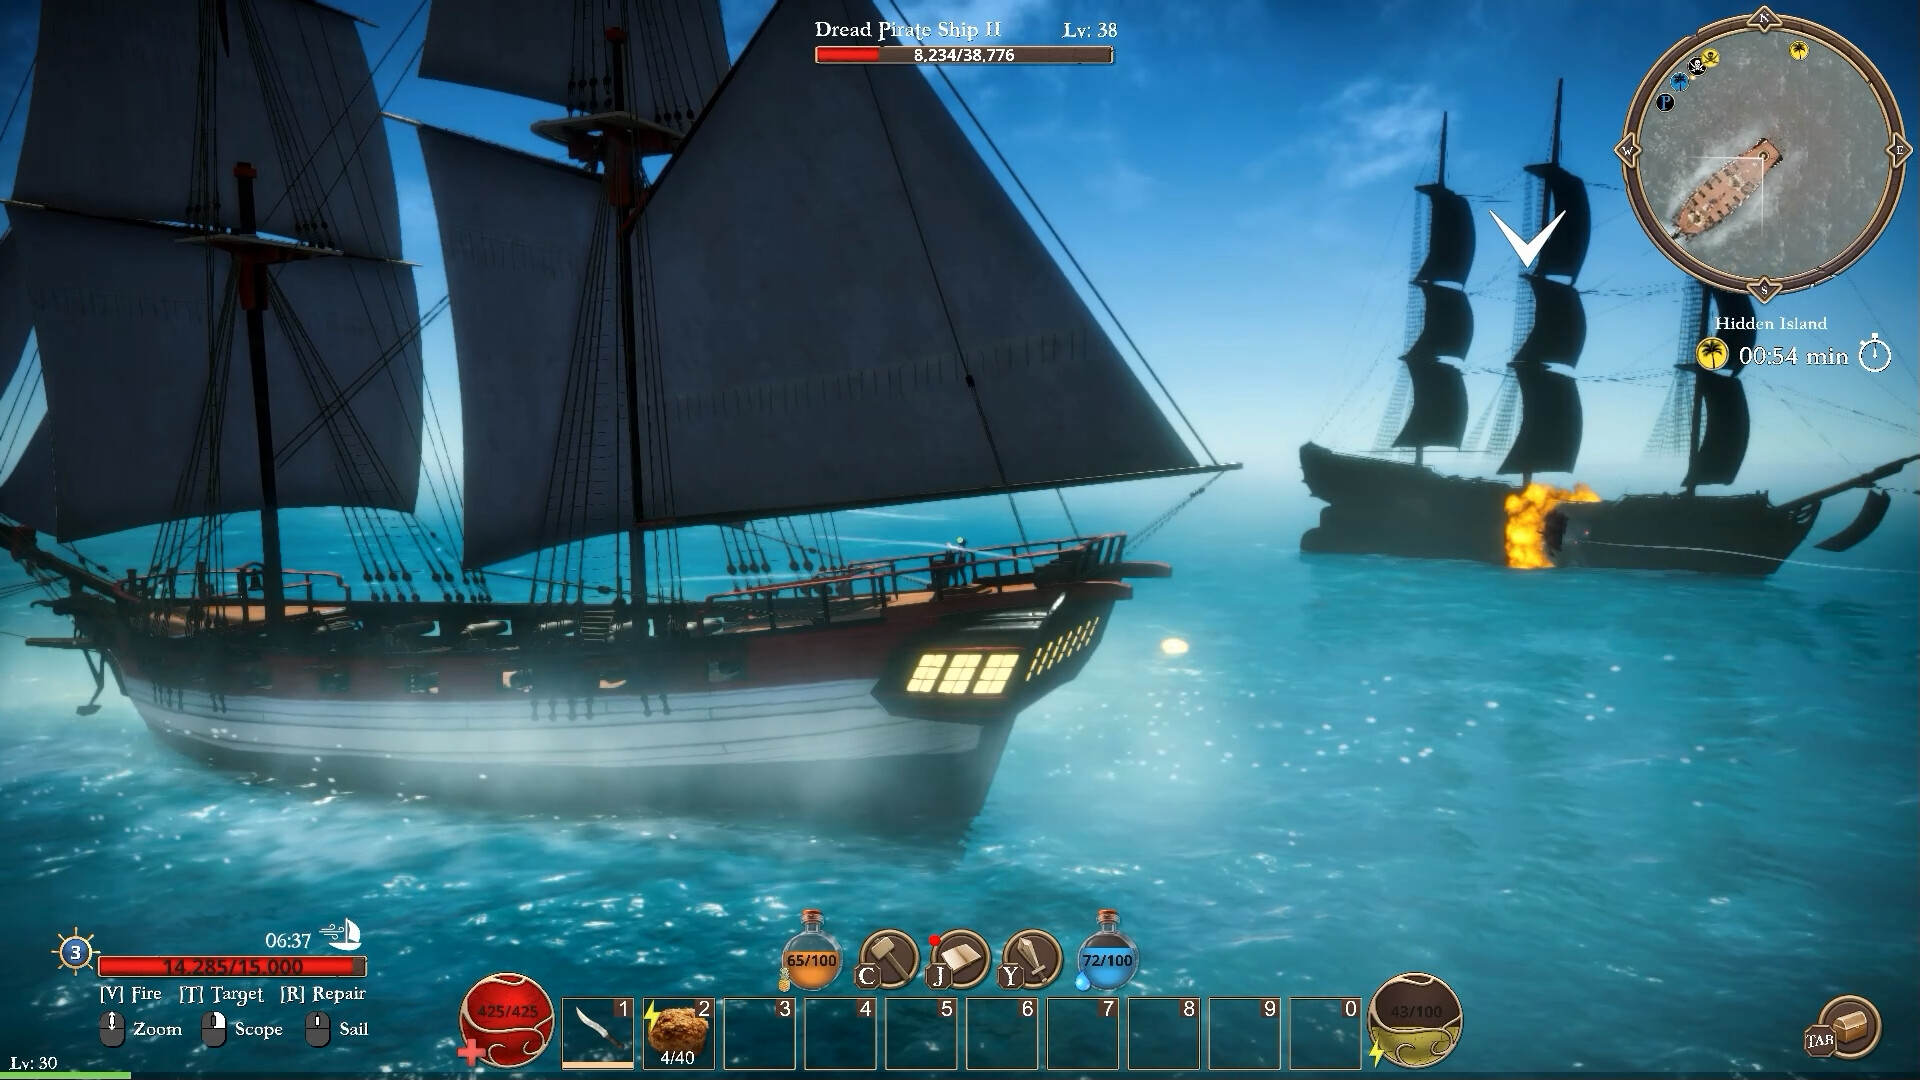 Dread Pirate Ship II Lv: 38
8,234/38,776
N
W
E
S
P
Hidden Island
00:54 min
3
06:37
14,285/15,000
[V] Fire [T] Target [R] Repair
Zoom Scope Sail
Lv: 30
65/100
C
J
Y
72/100
425/425
1 2 3 4 5 6 7 8 9 0
4/40
43/100
TAB